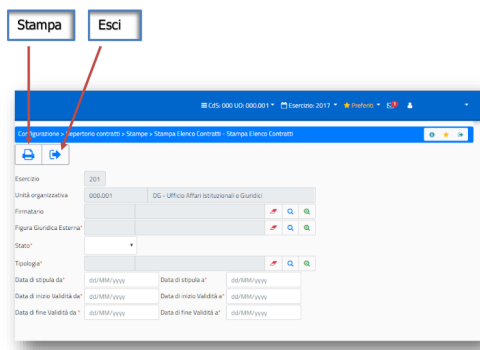 Stampa Esci
CdS: 000 UO: 000.001 Esercizio: 2017 Preferiti
Configurazione > Repertorio contratti > Stampe > Stampa Elenco Contratti - Stampa Elenco Contratti
Esercizio 201
Unità organizzativa 000.001 DG - Ufficio Affari Istituzionali e Giuridici
Firmatario
Figura Giuridica Esterna*
Stato*
Tipologia*
Data di stipula da* dd/MM/yyyy Data di stipula a* dd/MM/yyyy
Data di inizio Validità da* dd/MM/yyyy Data di inizio Validità a* dd/MM/yyyy
Data di fine Validità da * dd/MM/yyyy Data di fine Validità a* dd/MM/yyyy